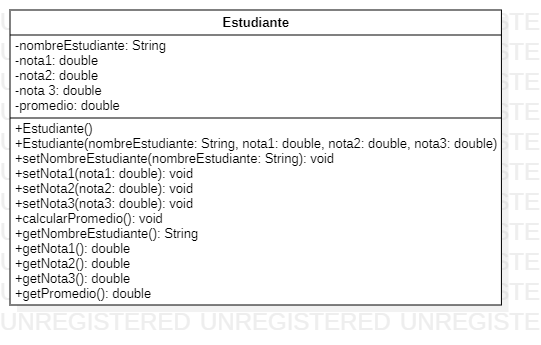 Estudiante
-nombreEstudiante: String
-nota1: double
-nota2: double
-nota 3: double
-promedio: double
+Estudiante()
+Estudiante(nombreEstudiante: String, nota1: double, nota2: double, nota3: double)
+setNombreEstudiante(nombreEstudiante: String): void
+setNota1(nota1: double): void
+setNota2(nota2: double): void
+setNota3(nota3: double): void
+calcularPromedio(): void
+getNombreEstudiante(): String
+getNota1(): double
+getNota2(): double
+getNota3(): double
+getPromedio(): double
UNREGISTERED UNREGISTERED UNREGISTE